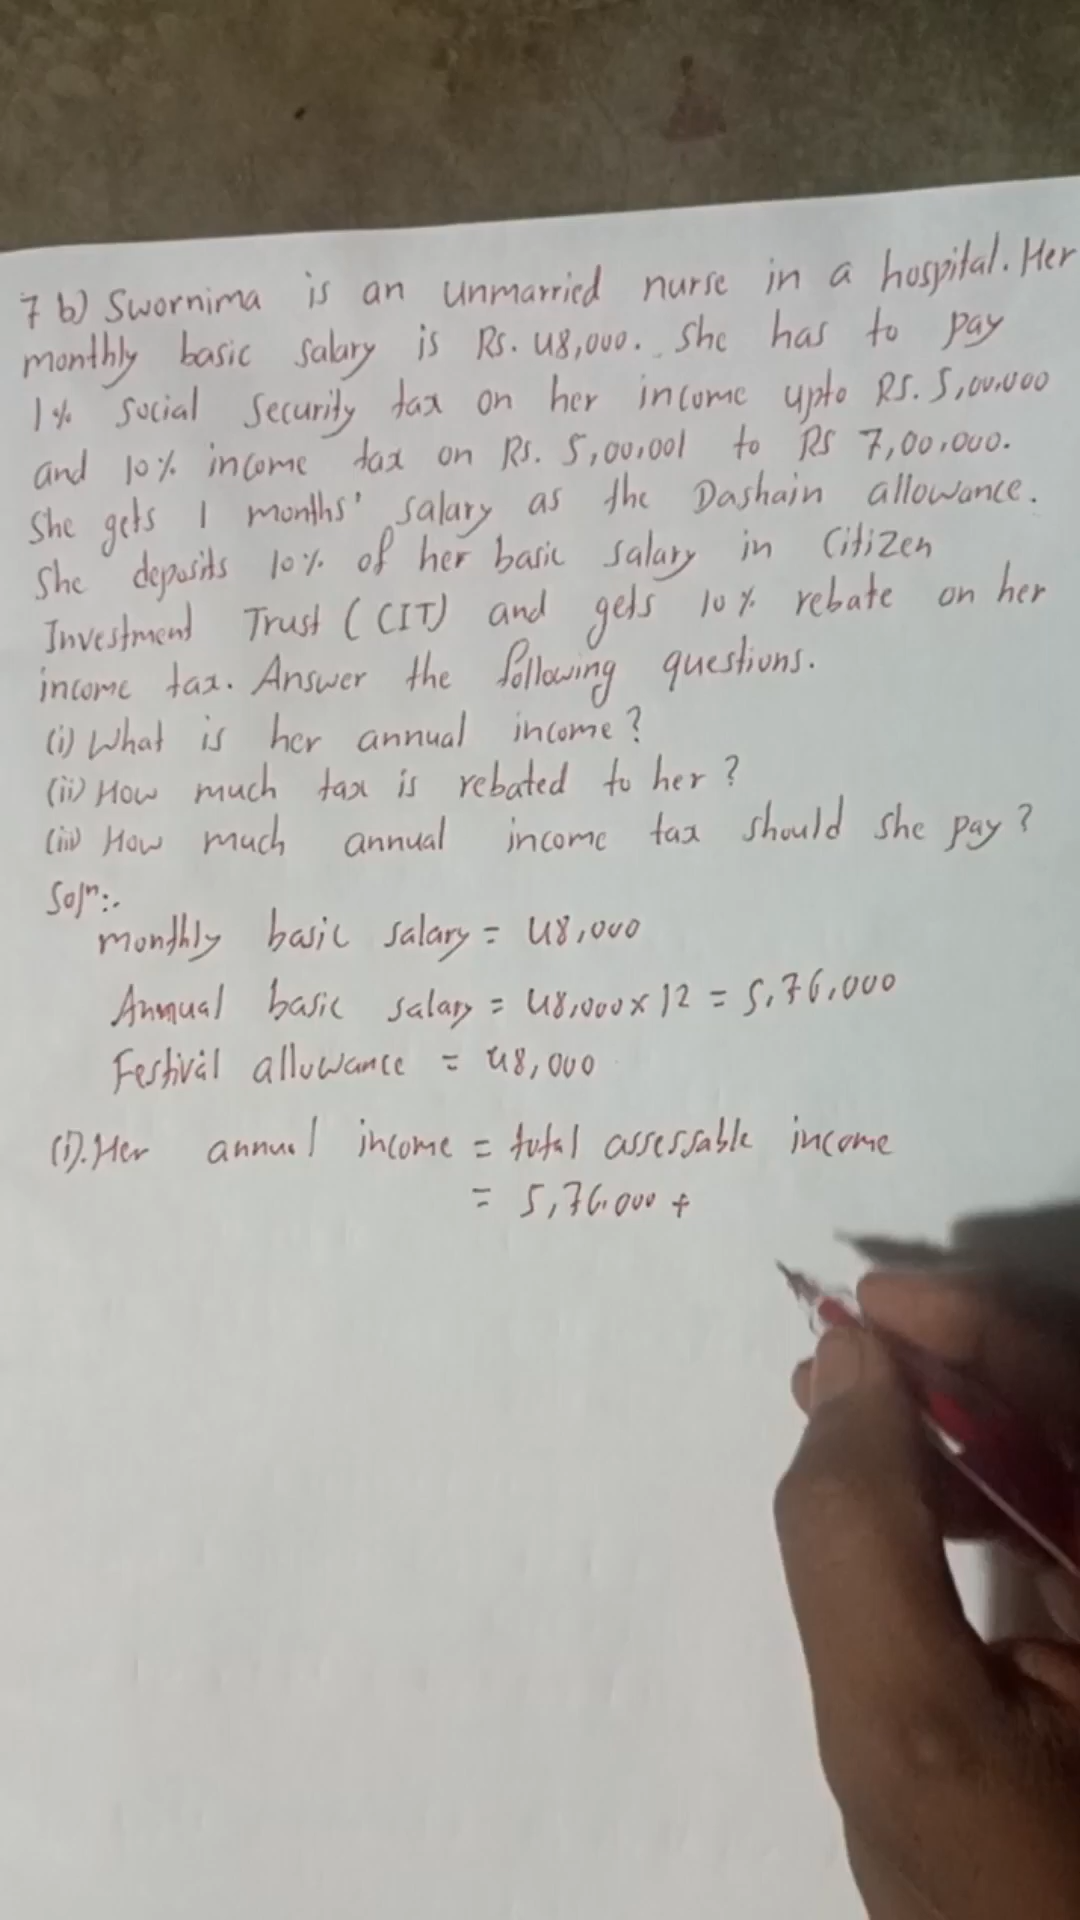 7 b) Swornima is an unmarried nurse in a hospital. Her
monthly basic salary is Rs. 48,000. She has to pay
1% Social Security tax on her income upto Rs. 5,00,000
and 10% income tax on Rs. 5,00,001 to Rs 7,00,000.
She gets 1 months' salary as the Dashain allowance.
She deposits 10% of her basic salary in Citizen
Investment Trust (CIT) and gets 10% rebate on her
income tax. Answer the following questions.
(i) What is her annual income?
(ii) How much tax is rebated to her?
(iii) How much annual income tax should she pay?
Solⁿ:-
monthly basic salary = 48,000
Annual basic salary = 48,000 x 12 = 5,76,000
Festival allowance = 48,000
(i). Her annual income = total assessable income
= 5,76,000 +